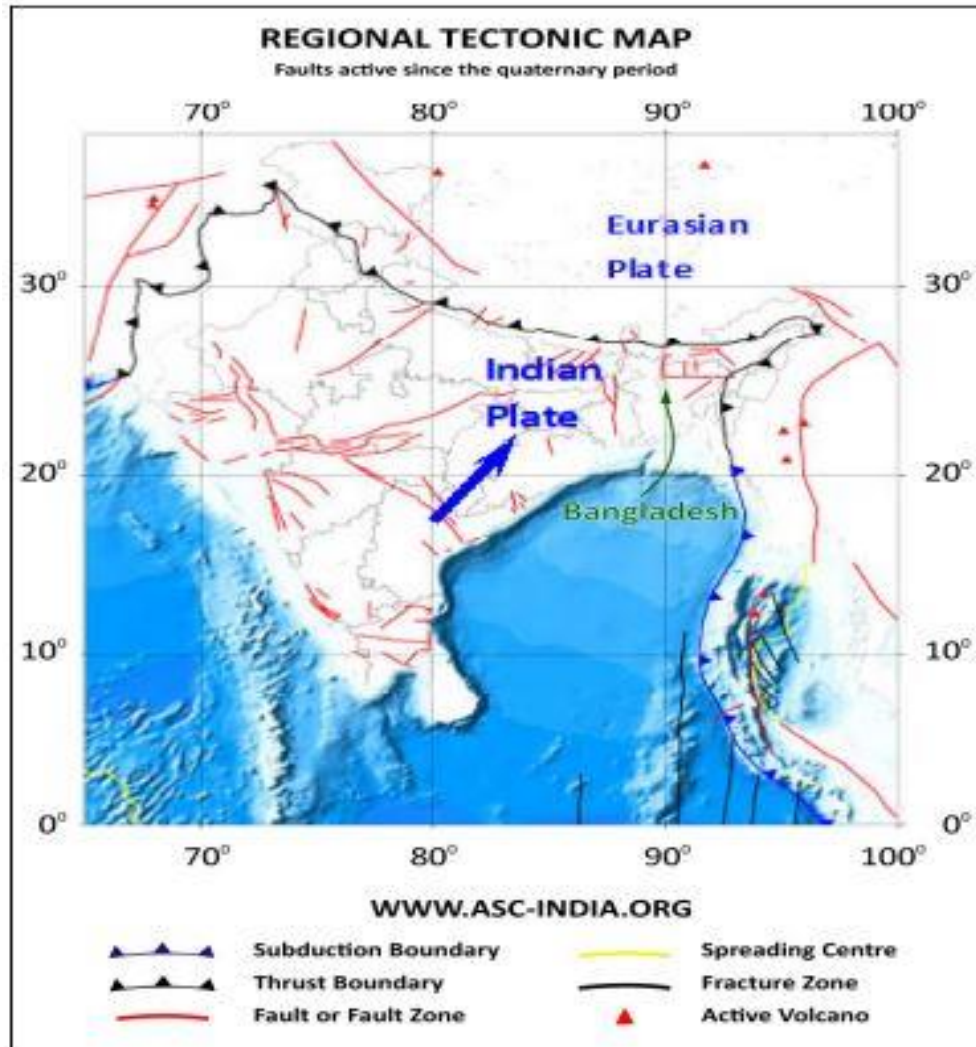 REGIONAL TECTONIC MAP
Faults active since the quaternary period
70° 80° 90° 100°
Eurasian
Plate
30° 30°
Indian
Plate
20° 20°
Bangladesh
10° 10°
0° 0°
70° 80° 90° 100°
WWW.ASC-INDIA.ORG
Subduction Boundary Spreading Centre
Thrust Boundary Fracture Zone
Fault or Fault Zone Active Volcano